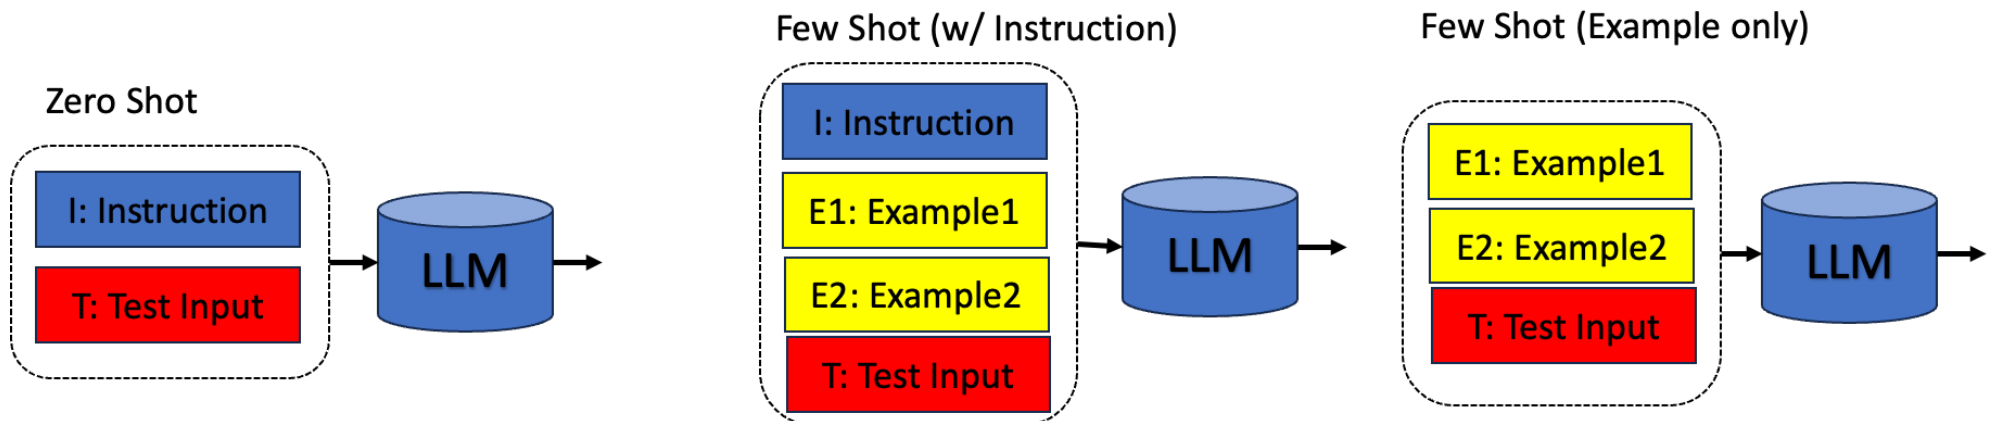 Zero Shot
I: Instruction
T: Test Input
LLM
Few Shot (w/ Instruction)
I: Instruction
E1: Example1
E2: Example2
T: Test Input
LLM
Few Shot (Example only)
E1: Example1
E2: Example2
T: Test Input
LLM